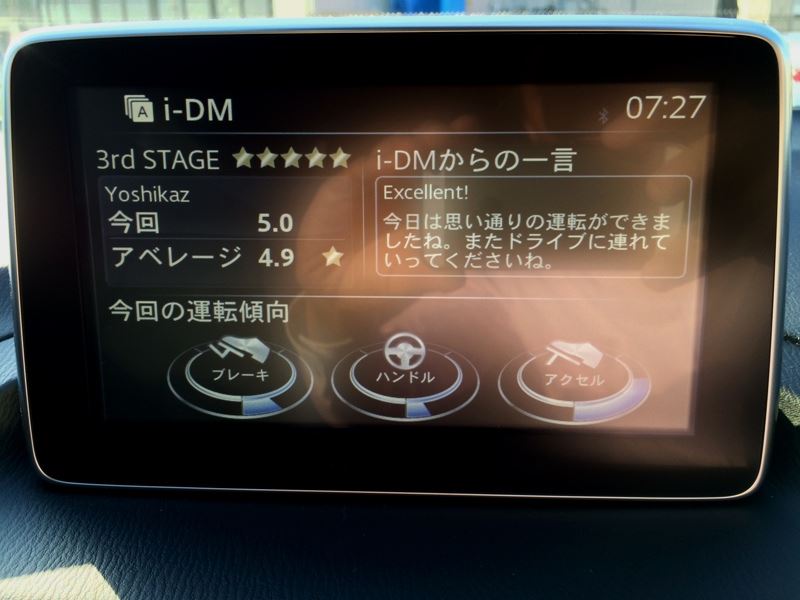 A i-DM
07:27
3rd STAGE
Yoshikaz
今回 5.0
アベレージ 4.9
i-DMからの一言
Excellent!
今日は思い通りの運転ができま
したね。またドライブに連れて
いってくださいね。
今回の運転傾向
ブレーキ
ハンドル
アクセル